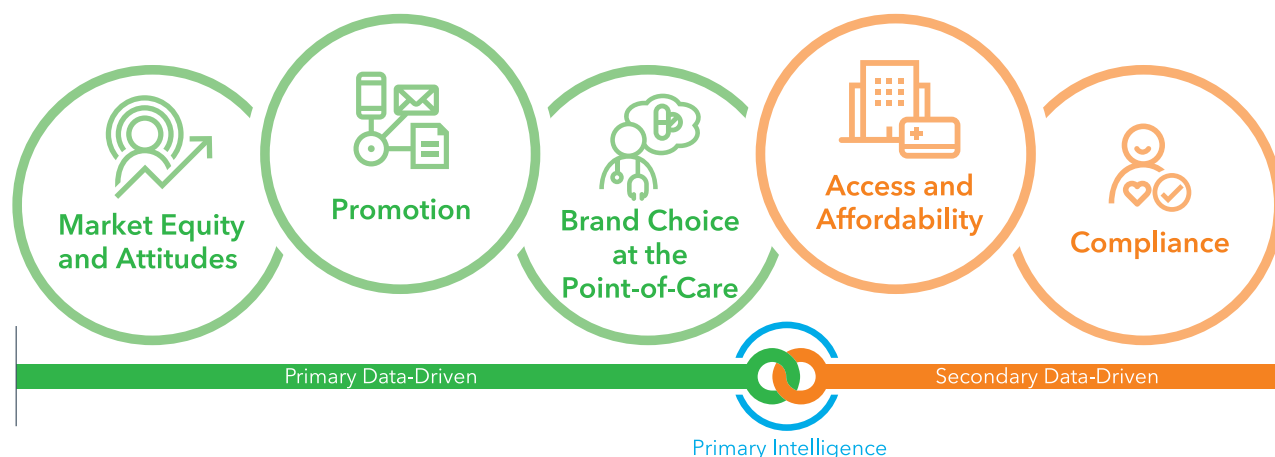 Market Equity
and Attitudes
Promotion
Brand Choice
at the
Point-of-Care
Access and
Affordability
Compliance
Primary Data-Driven
Secondary Data-Driven
Primary Intelligence